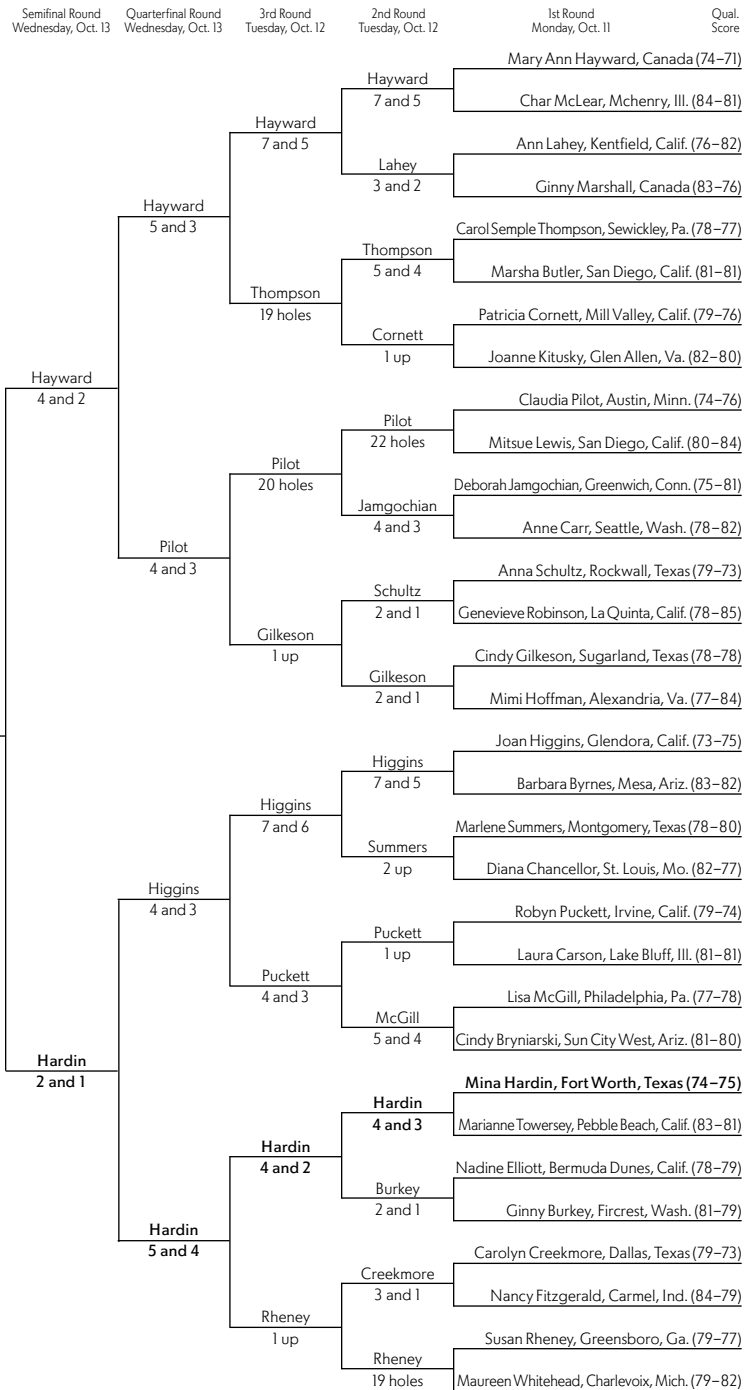 Semifinal Round
Wednesday, Oct. 13
Quarterfinal Round
Wednesday, Oct. 13
3rd Round
Tuesday, Oct. 12
2nd Round
Tuesday, Oct. 12
1st Round
Monday, Oct. 11
Qual.
Score
Mary Ann Hayward, Canada (74–71)
Hayward
7 and 5
Char McLear, Mchenry, Ill. (84–81)
Hayward
7 and 5
Ann Lahey, Kentfield, Calif. (76–82)
Lahey
3 and 2
Ginny Marshall, Canada (83–76)
Hayward
5 and 3
Carol Semple Thompson, Sewickley, Pa. (78–77)
Thompson
5 and 4
Marsha Butler, San Diego, Calif. (81–81)
Thompson
19 holes
Patricia Cornett, Mill Valley, Calif. (79–76)
Cornett
1 up
Joanne Kitusky, Glen Allen, Va. (82–80)
Hayward
4 and 2
Claudia Pilot, Austin, Minn. (74–76)
Pilot
22 holes
Mitsue Lewis, San Diego, Calif. (80–84)
Pilot
20 holes
Deborah Jamgochian, Greenwich, Conn. (75–81)
Jamgochian
4 and 3
Anne Carr, Seattle, Wash. (78–82)
Pilot
4 and 3
Anna Schultz, Rockwall, Texas (79–73)
Schultz
2 and 1
Genevieve Robinson, La Quinta, Calif. (78–85)
Gilkeson
1 up
Cindy Gilkeson, Sugarland, Texas (78–78)
Gilkeson
2 and 1
Mimi Hoffman, Alexandria, Va. (77–84)
Joan Higgins, Glendora, Calif. (73–75)
Higgins
7 and 5
Barbara Byrnes, Mesa, Ariz. (83–82)
Higgins
7 and 6
Marlene Summers, Montgomery, Texas (78–80)
Summers
2 up
Diana Chancellor, St. Louis, Mo. (82–77)
Higgins
4 and 3
Robyn Puckett, Irvine, Calif. (79–74)
Puckett
1 up
Laura Carson, Lake Bluff, Ill. (81–81)
Puckett
4 and 3
Lisa McGill, Philadelphia, Pa. (77–78)
McGill
5 and 4
Cindy Bryniarski, Sun City West, Ariz. (81–80)
Hardin
2 and 1
Mina Hardin, Fort Worth, Texas (74–75)
Hardin
4 and 3
Marianne Towersey, Pebble Beach, Calif. (83–81)
Hardin
4 and 2
Nadine Elliott, Bermuda Dunes, Calif. (78–79)
Burkey
2 and 1
Ginny Burkey, Fircrest, Wash. (81–79)
Hardin
5 and 4
Carolyn Creekmore, Dallas, Texas (79–73)
Creekmore
3 and 1
Nancy Fitzgerald, Carmel, Ind. (84–79)
Rheney
1 up
Susan Rheney, Greensboro, Ga. (79–77)
Rheney
19 holes
Maureen Whitehead, Charlevoix, Mich. (79–82)